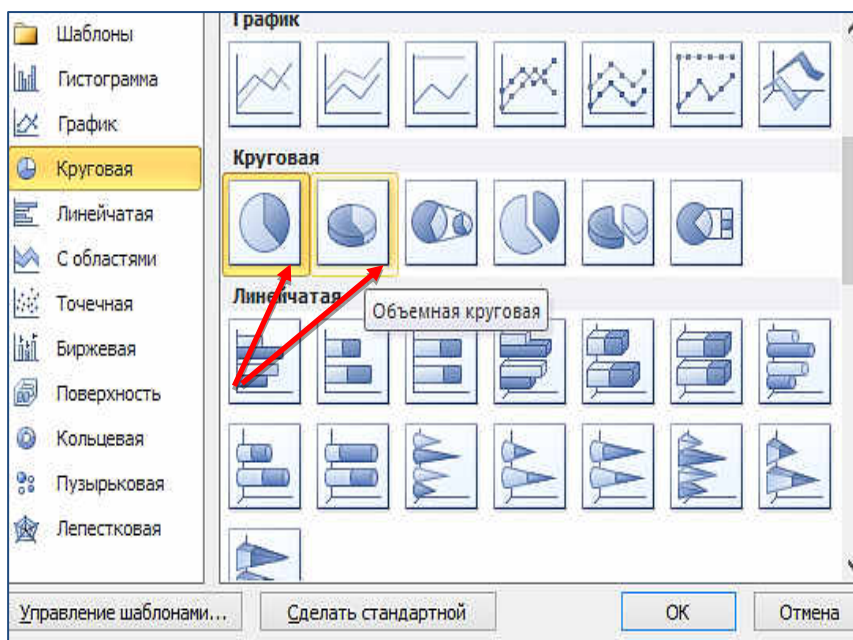 Шаблоны
Гистограмма
График
Круговая
Линейчатая
С областями
Точечная
Биржевая
Поверхность
Кольцевая
Пузырьковая
Лепестковая
График
Круговая
Линейчатая
Объемная круговая
Управление шаблонами...
Сделать стандартной
ОК
Отмена